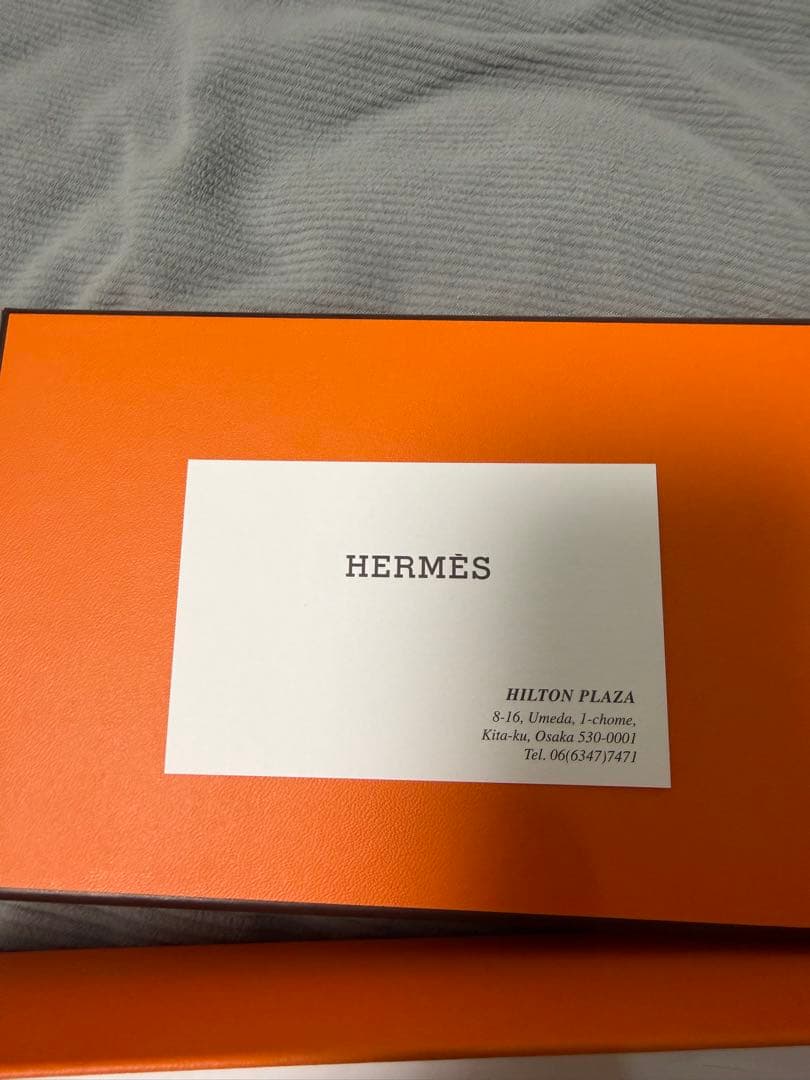 HERMÈS
HILTON PLAZA
8-16, Umeda, 1-chome,
Kita-ku, Osaka 530-0001
Tel. 06(6347)7471